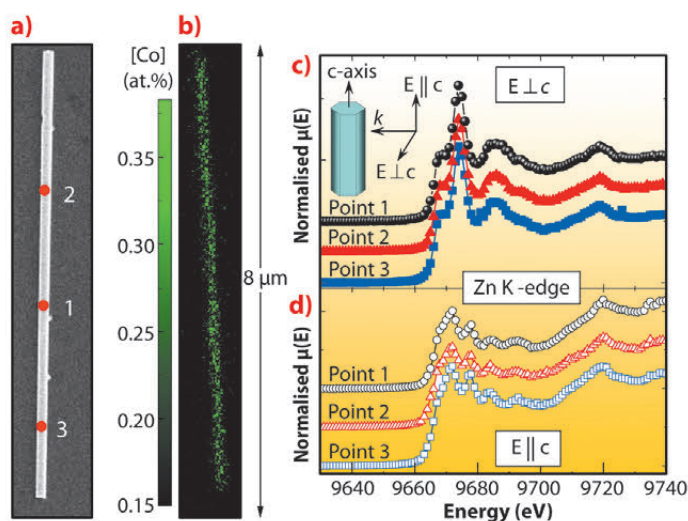 a)
2
1
3
[Co]
(at.%)
0.35
0.30
0.25
0.20
0.15
b)
8 µm
c)
c-axis
E || c
k
E⊥c
E⊥c
Normalised µ(E)
Point 1
Point 2
Point 3
Zn K-edge
d)
Normalised µ(E)
Point 1
Point 2
Point 3
E || c
9640 9660 9680 9700 9720 9740
Energy (eV)